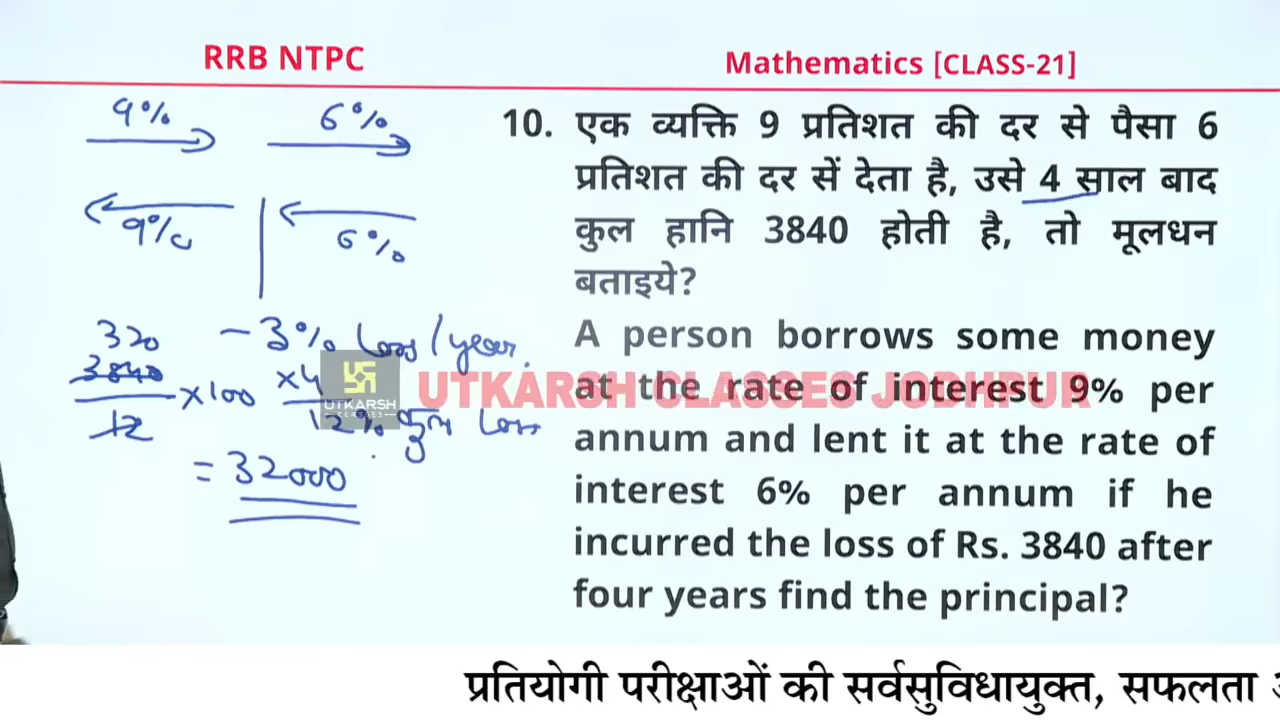 RRB NTPC
Mathematics [CLASS-21]
9% 6%
9% 6%
320 - 3% Loss/year.
3840 ×100 ×4
12 12% कुल Loss
= 32000
10. एक व्यक्ति 9 प्रतिशत की दर से पैसा 6
प्रतिशत की दर सें देता है, उसे 4 साल बाद
कुल हानि 3840 होती है, तो मूलधन
बताइये?
A person borrows some money
at the rate of interest 9% per
annum and lent it at the rate of
interest 6% per annum if he
incurred the loss of Rs. 3840 after
four years find the principal?
UTKARSH CLASSES JODHPUR
UTKARSH
CLASSES
प्रतियोगी परीक्षाओं की सर्वसुविधायुक्त, सफलता